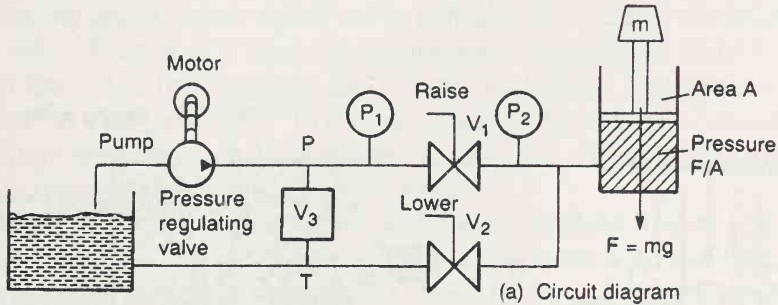 m
Motor
Area A
Raise
P1
V1
P2
Pump
P
Pressure
F/A
Pressure
regulating
valve
V3
Lower
V2
F = mg
T
(a) Circuit diagram